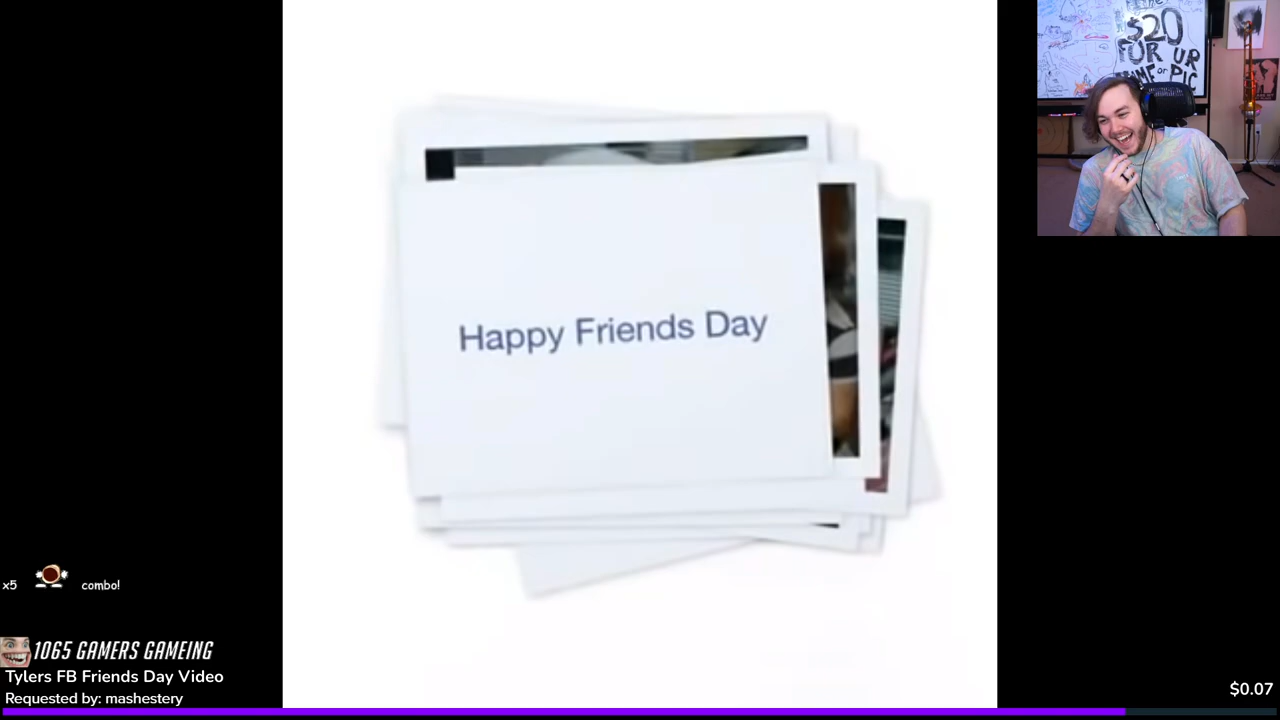 $20
FOR UR
Happy Friends Day
x5 combo!
1065 GAMERS GAMEING
Tylers FB Friends Day Video
Requested by: mashestery
$0.07